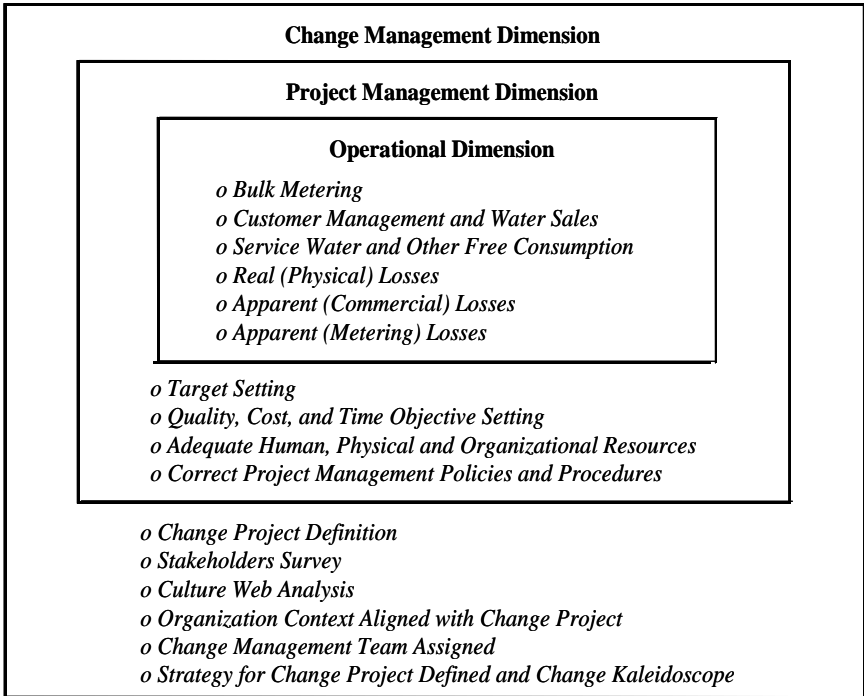 Change Management Dimension
Project Management Dimension
Operational Dimension
o Bulk Metering
o Customer Management and Water Sales
o Service Water and Other Free Consumption
o Real (Physical) Losses
o Apparent (Commercial) Losses
o Apparent (Metering) Losses
o Target Setting
o Quality, Cost, and Time Objective Setting
o Adequate Human, Physical and Organizational Resources
o Correct Project Management Policies and Procedures
o Change Project Definition
o Stakeholders Survey
o Culture Web Analysis
o Organization Context Aligned with Change Project
o Change Management Team Assigned
o Strategy for Change Project Defined and Change Kaleidoscope